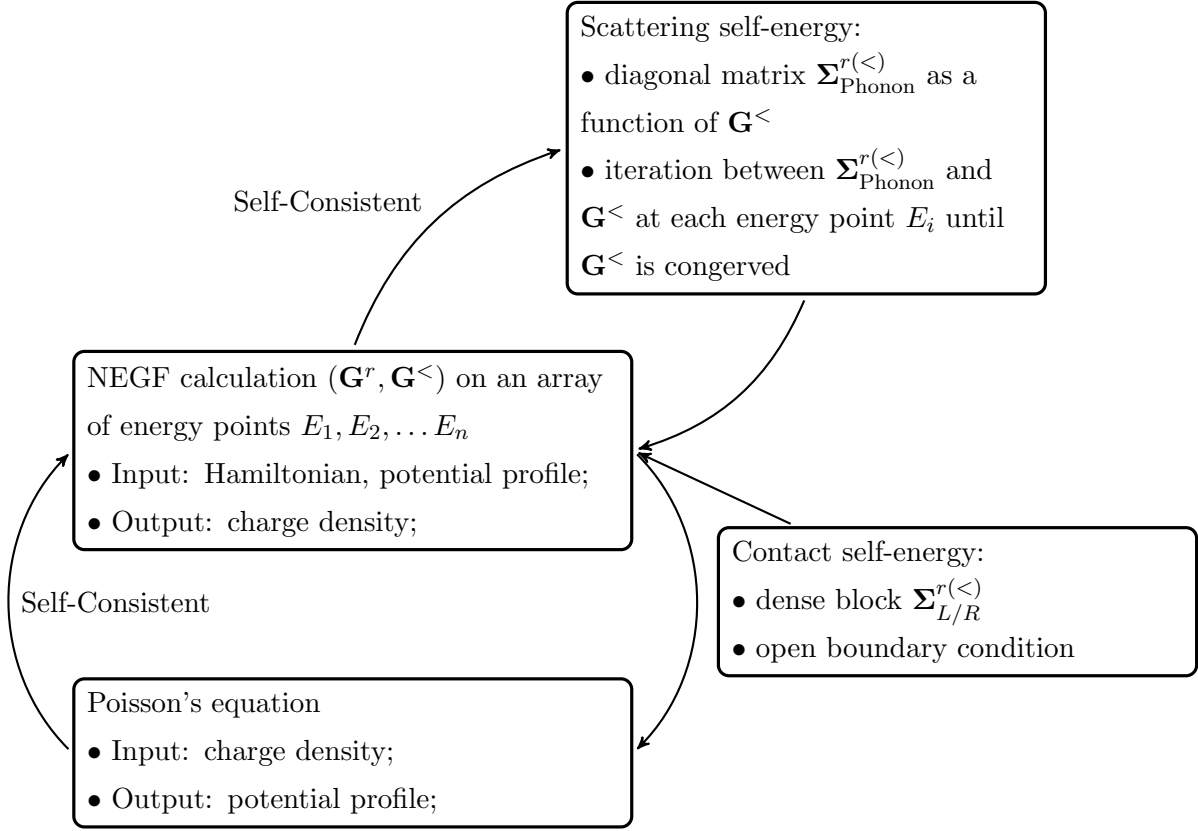 Scattering self-energy:
• diagonal matrix Σ^{r(<)}_{Phonon} as a
function of G^<
• iteration between Σ^{r(<)}_{Phonon} and
G^< at each energy point E_i until
G^< is congerved
Self-Consistent
NEGF calculation (G^r, G^<) on an array
of energy points E_1, E_2, … E_n
• Input: Hamiltonian, potential profile;
• Output: charge density;
Contact self-energy:
• dense block Σ^{r(<)}_{L/R}
• open boundary condition
Self-Consistent
Poisson's equation
• Input: charge density;
• Output: potential profile;